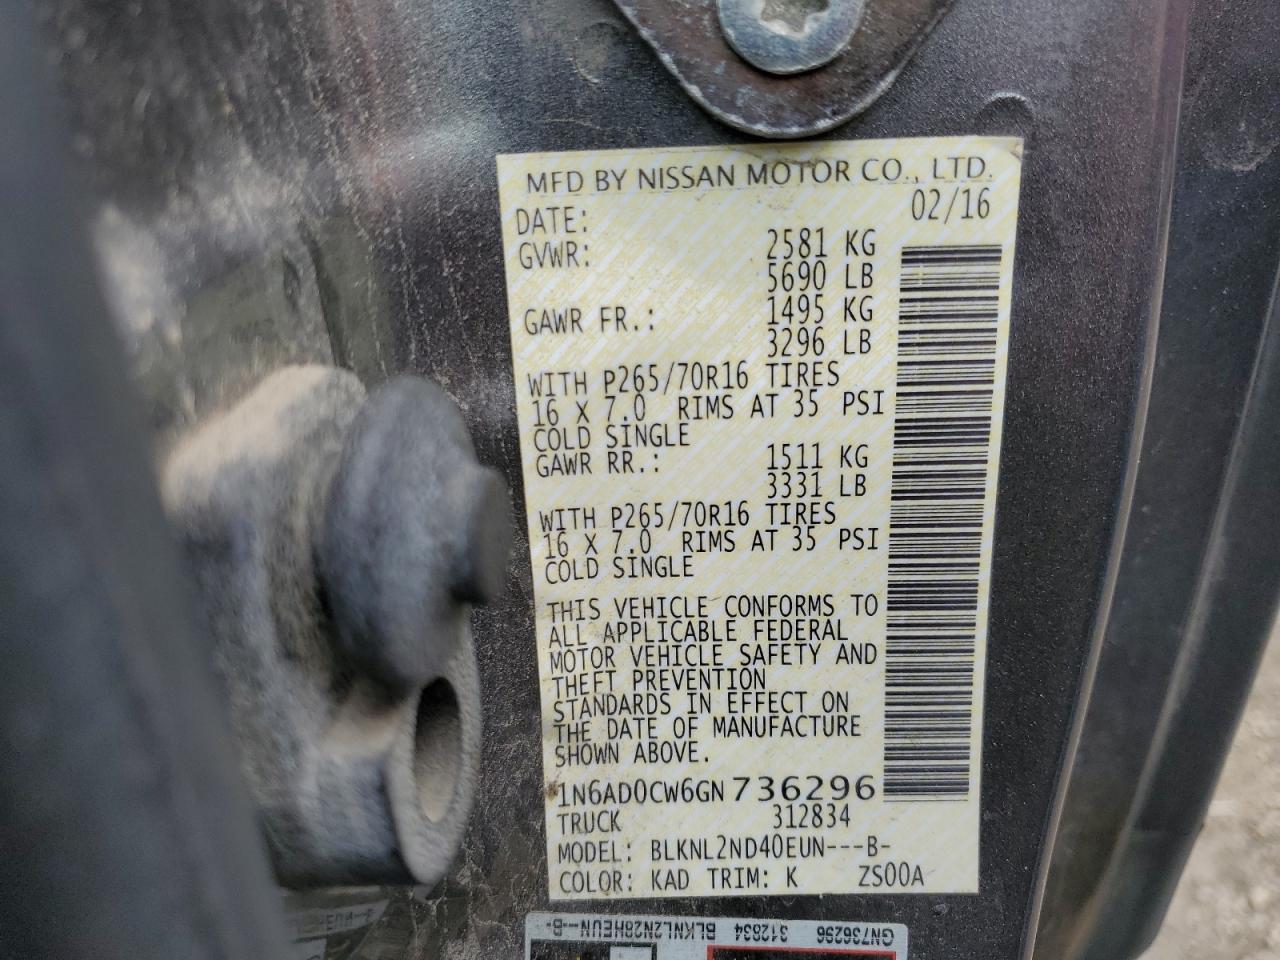 MFD BY NISSAN MOTOR CO., LTD.
DATE: 02/16
GVWR: 2581 KG
5690 LB
GAWR FR.: 1495 KG
3296 LB
WITH P265/70R16 TIRES
16 X 7.0 RIMS AT 35 PSI
COLD SINGLE
GAWR RR.: 1511 KG
3331 LB
WITH P265/70R16 TIRES
16 X 7.0 RIMS AT 35 PSI
COLD SINGLE
THIS VEHICLE CONFORMS TO
ALL APPLICABLE FEDERAL
MOTOR VEHICLE SAFETY AND
THEFT PREVENTION
STANDARDS IN EFFECT ON
THE DATE OF MANUFACTURE
SHOWN ABOVE.
1N6AD0CW6GN736296
TRUCK 312834
MODEL: BLKNL2ND40EUN---B-
COLOR: KAD TRIM: K ZS00A
GN736296 312834 BLKNL2N28HEUN--B-